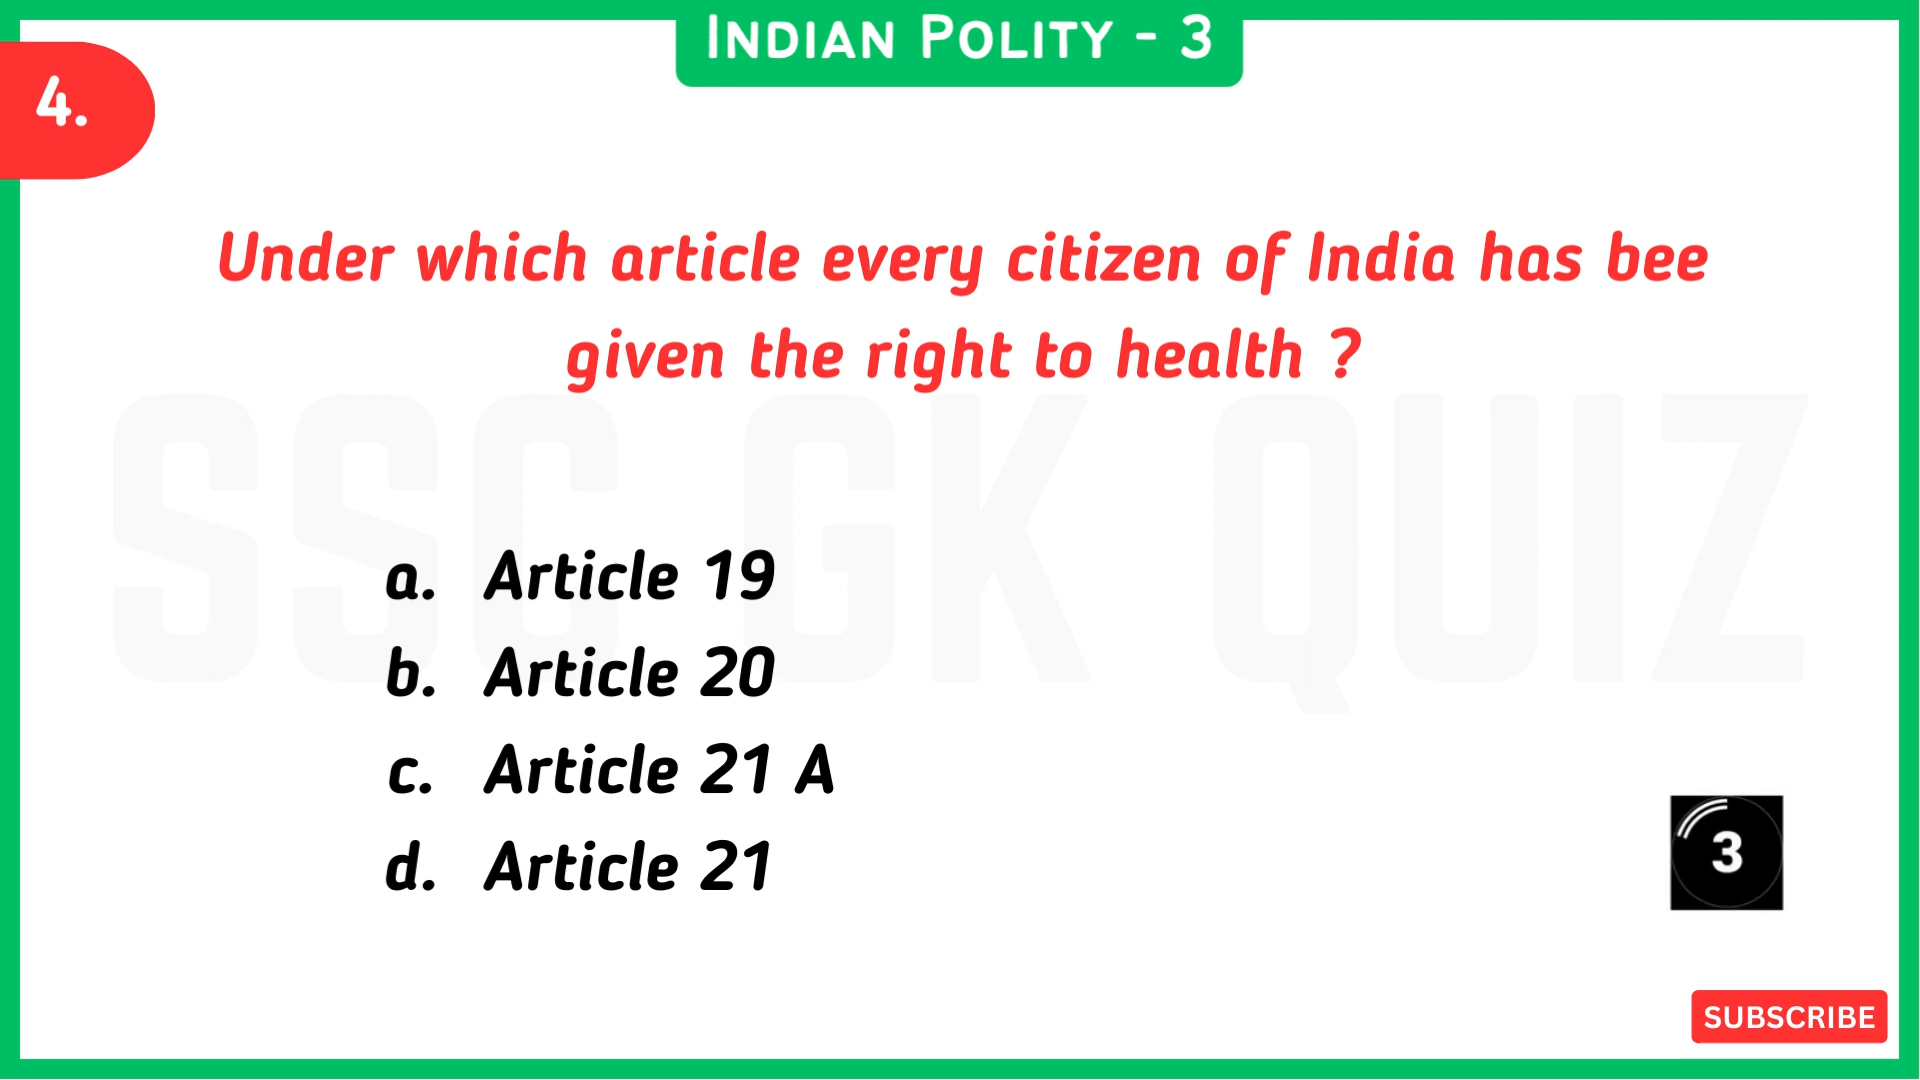 INDIAN POLITY - 3
4.
Under which article every citizen of India has bee
given the right to health ?
SSC GK QUIZ
a. Article 19
b. Article 20
c. Article 21 A
d. Article 21
3
SUBSCRIBE